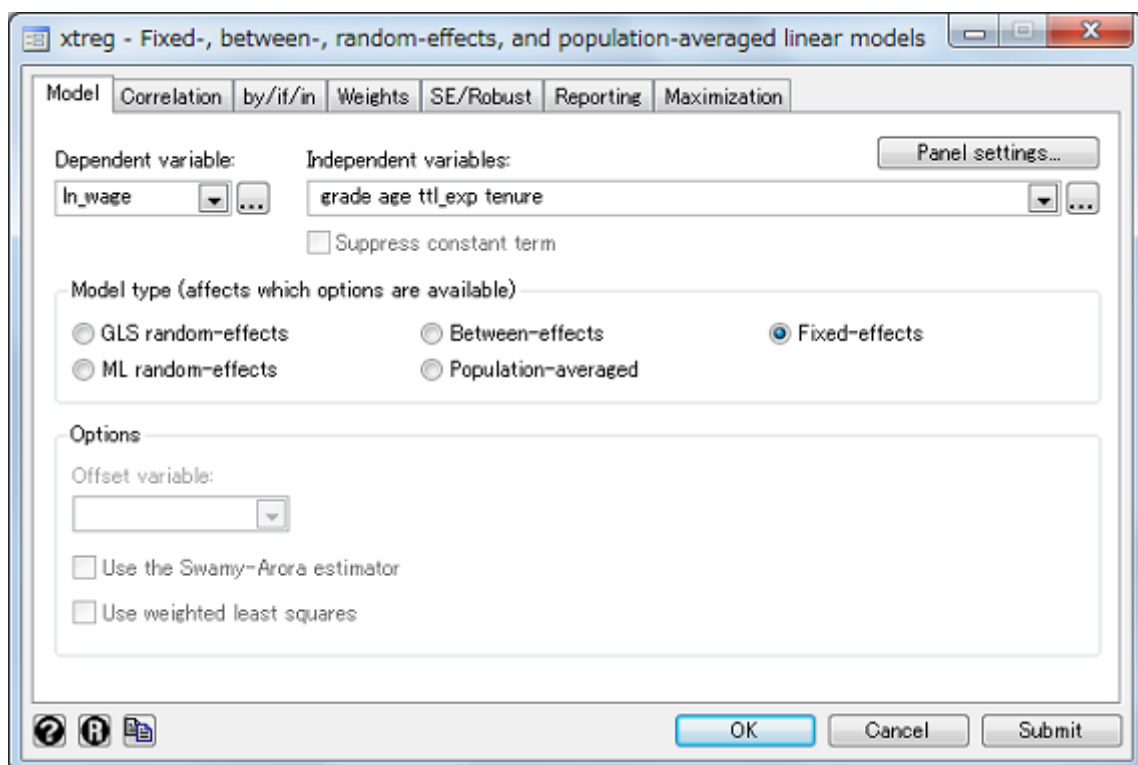 xtreg - Fixed-, between-, random-effects, and population-averaged linear models
Model Correlation by/if/in Weights SE/Robust Reporting Maximization
Panel settings...
Dependent variable: Independent variables:
ln_wage ... grade age ttl_exp tenure ...
Suppress constant term
Model type (affects which options are available)
GLS random-effects Between-effects Fixed-effects
ML random-effects Population-averaged
Options
Offset variable:
Use the Swamy-Arora estimator
Use weighted least squares
? R OK Cancel Submit